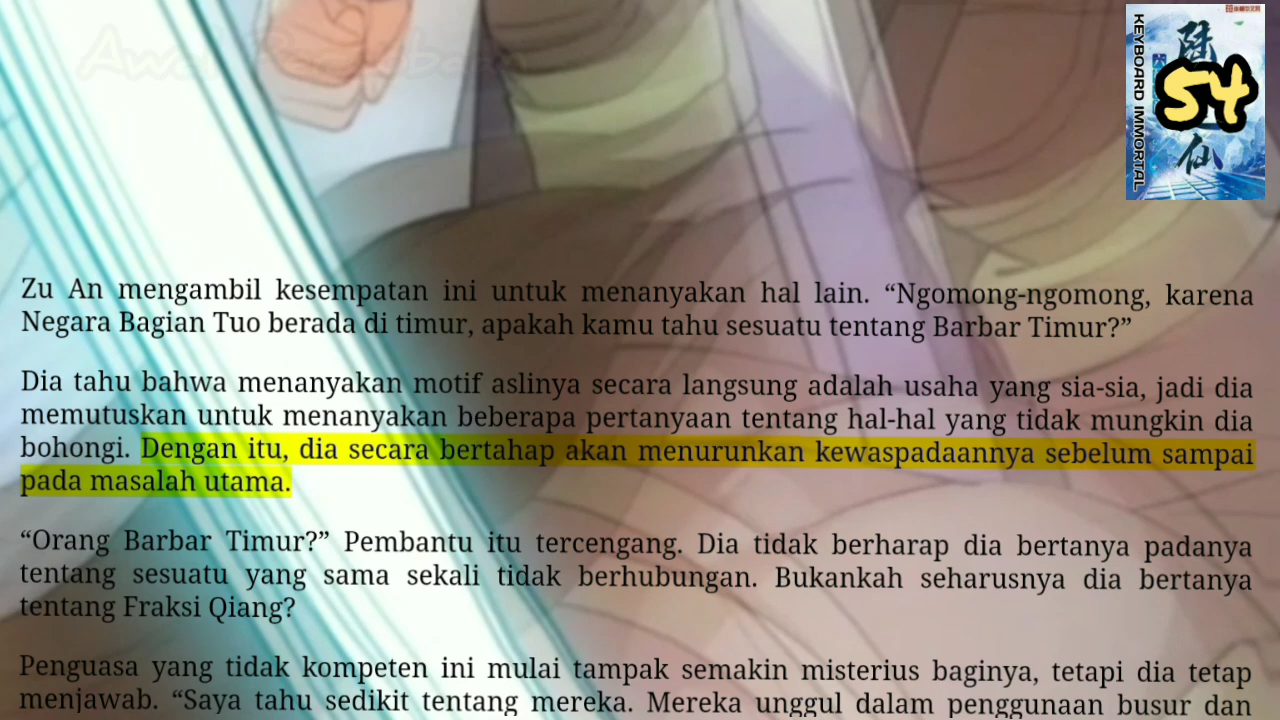 KEYBOARD IMMORTAL
陆
仙
54
Zu An mengambil kesempatan ini untuk menanyakan hal lain. “Ngomong-ngomong, karena
Negara Bagian Tuo berada di timur, apakah kamu tahu sesuatu tentang Barbar Timur?”
Dia tahu bahwa menanyakan motif aslinya secara langsung adalah usaha yang sia-sia, jadi dia
memutuskan untuk menanyakan beberapa pertanyaan tentang hal-hal yang tidak mungkin dia
bohongi. Dengan itu, dia secara bertahap akan menurunkan kewaspadaannya sebelum sampai
pada masalah utama.
“Orang Barbar Timur?” Pembantu itu tercengang. Dia tidak berharap dia bertanya padanya
tentang sesuatu yang sama sekali tidak berhubungan. Bukankah seharusnya dia bertanya
tentang Fraksi Qiang?
Penguasa yang tidak kompeten ini mulai tampak semakin misterius baginya, tetapi dia tetap
menjawab. “Saya tahu sedikit tentang mereka. Mereka unggul dalam penggunaan busur dan